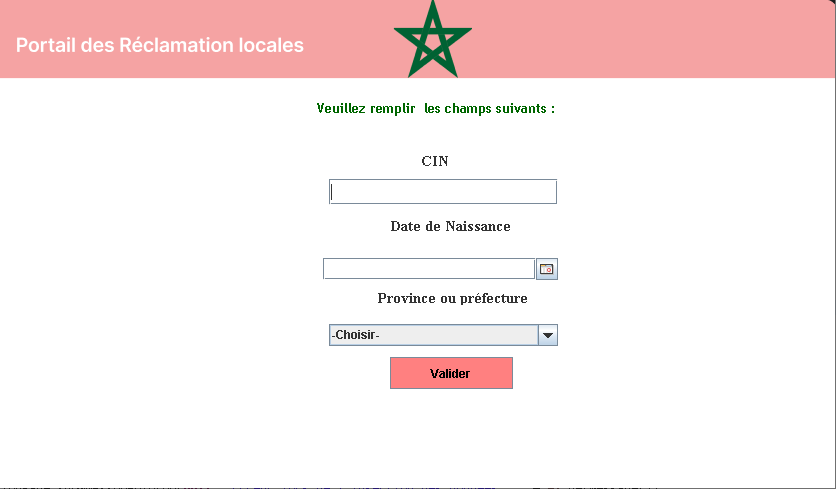 Portail des Réclamation locales
Veuillez remplir les champs suivants :
CIN
Date de Naissance
Province ou préfecture
-Choisir-
Valider